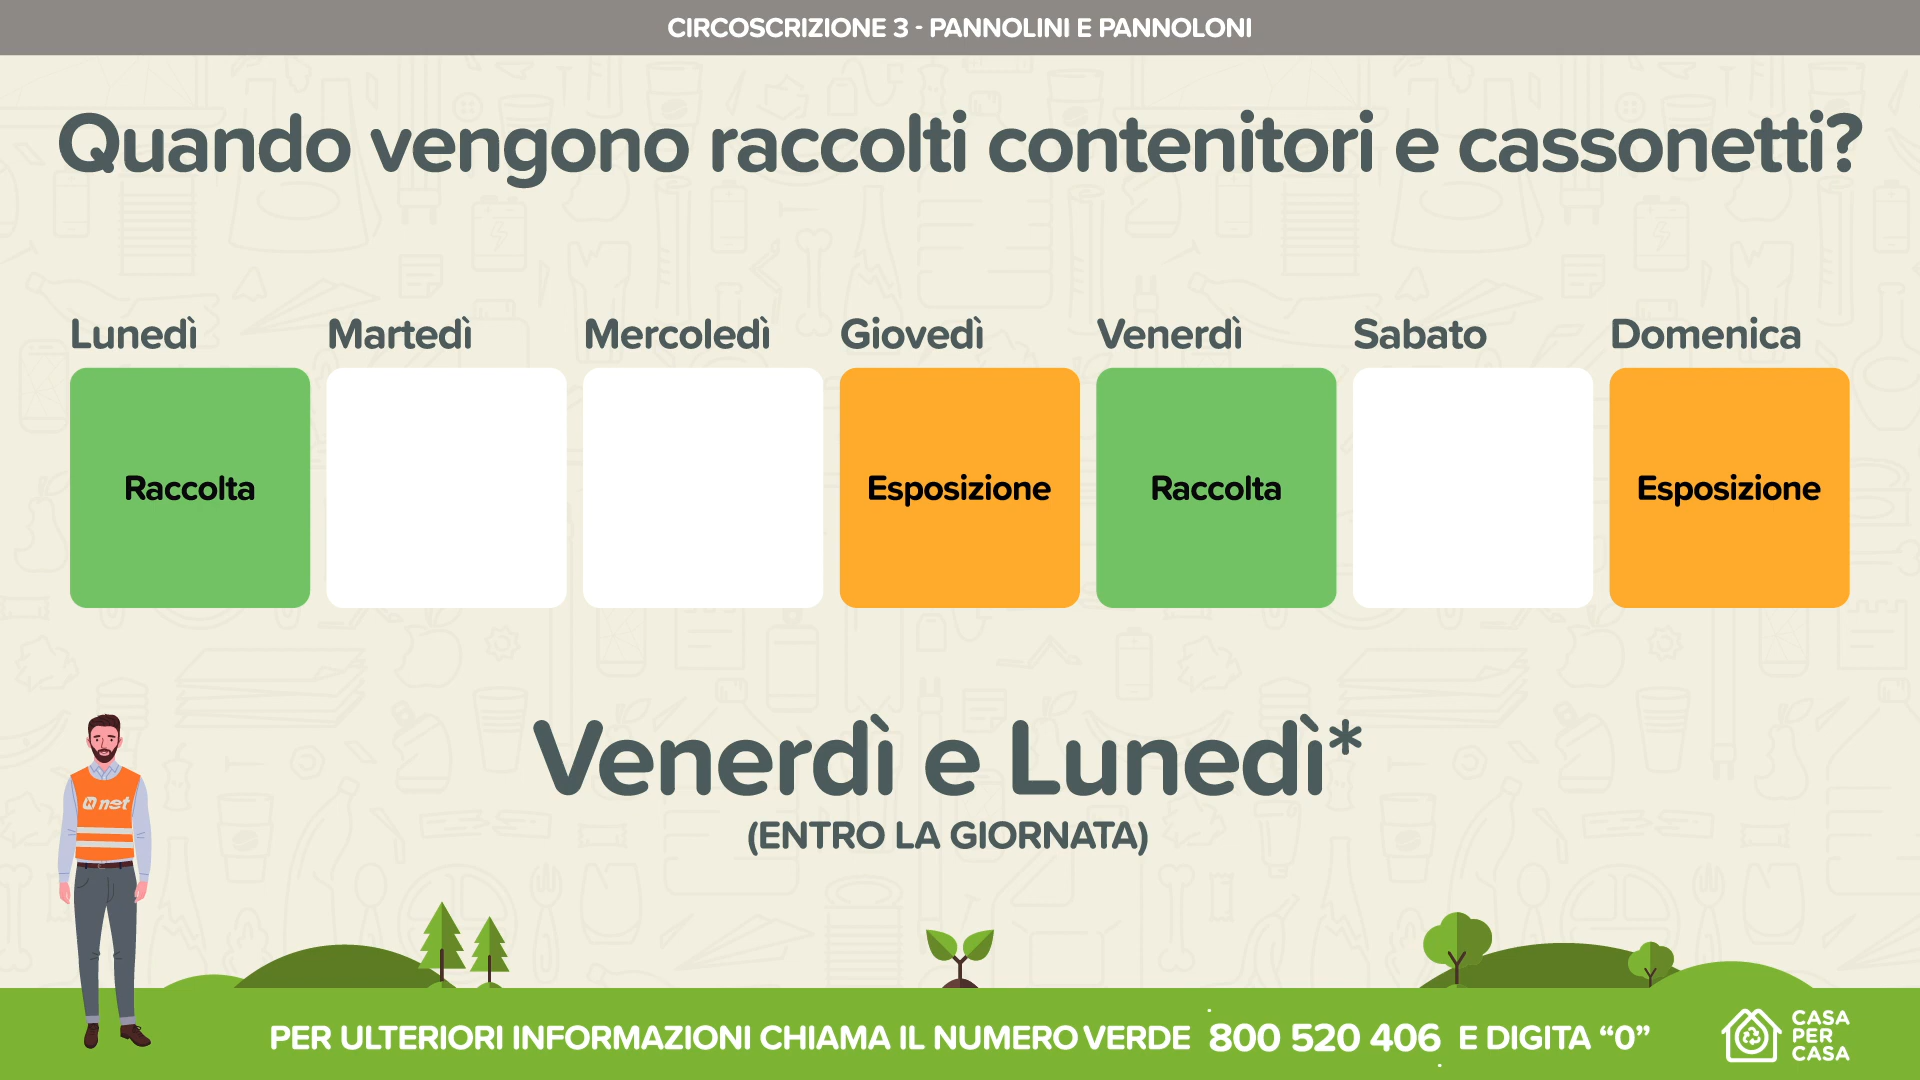 CIRCOSCRIZIONE 3 - PANNOLINI E PANNOLONI
Quando vengono raccolti contenitori e cassonetti?
Lunedì Martedì Mercoledì Giovedì Venerdì Sabato Domenica
Raccolta Esposizione Raccolta Esposizione
Venerdì e Lunedì*
(ENTRO LA GIORNATA)
net
PER ULTERIORI INFORMAZIONI CHIAMA IL NUMERO VERDE 800 520 406 E DIGITA “0”
CASA
PER
CASA